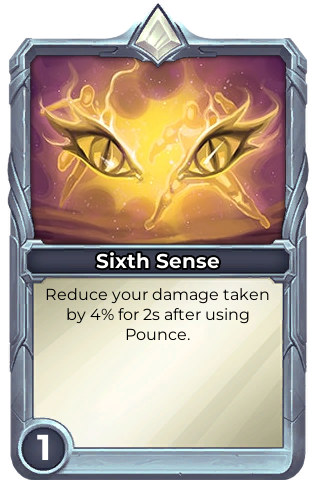 Sixth Sense
Reduce your damage taken
by 4% for 2s after using
Pounce.
1